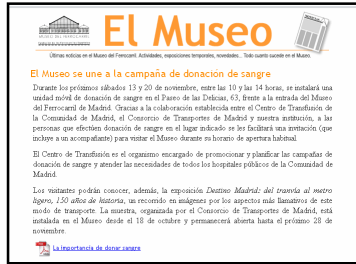 El Museo
Últimas noticias en el Museo del Ferrocarril. Actividades, exposiciones temporales, novedades... Todo cuanto sucede en el Museo.
El Museo se une a la campaña de donación de sangre
Durante los próximos sábados 13 y 20 de noviembre, entre las 10 y las 14 horas, se instalará una
unidad móvil de donación de sangre en el Paseo de las Delicias, 63, frente a la entrada del Museo
del Ferrocarril de Madrid. Gracias a la colaboración establecida entre el Centro de Transfusión de
la Comunidad de Madrid, el Consorcio de Transportes de Madrid y nuestra institución, a las
personas que efectúen donación de sangre en el lugar indicado se les facilitará una invitación (que
incluye a un acompañante) para visitar el Museo durante su horario de apertura habitual.
El Centro de Transfusión es el organismo encargado de promocionar y planificar las campañas de
donación de sangre y de atender las necesidades de todos los hospitales públicos de la Comunidad de
Madrid.
Los visitantes podrán conocer, además, la exposición Destino Madrid: del tranvía al metro
ligero, 150 años de historia, un recorrido en imágenes por los aspectos más llamativos de este
modo de transporte. La muestra, organizada por el Consorcio de Transportes de Madrid, está
instalada en el Museo desde el 18 de octubre y permanecerá abierta hasta el próximo 28 de
noviembre.
La importancia de donar sangre